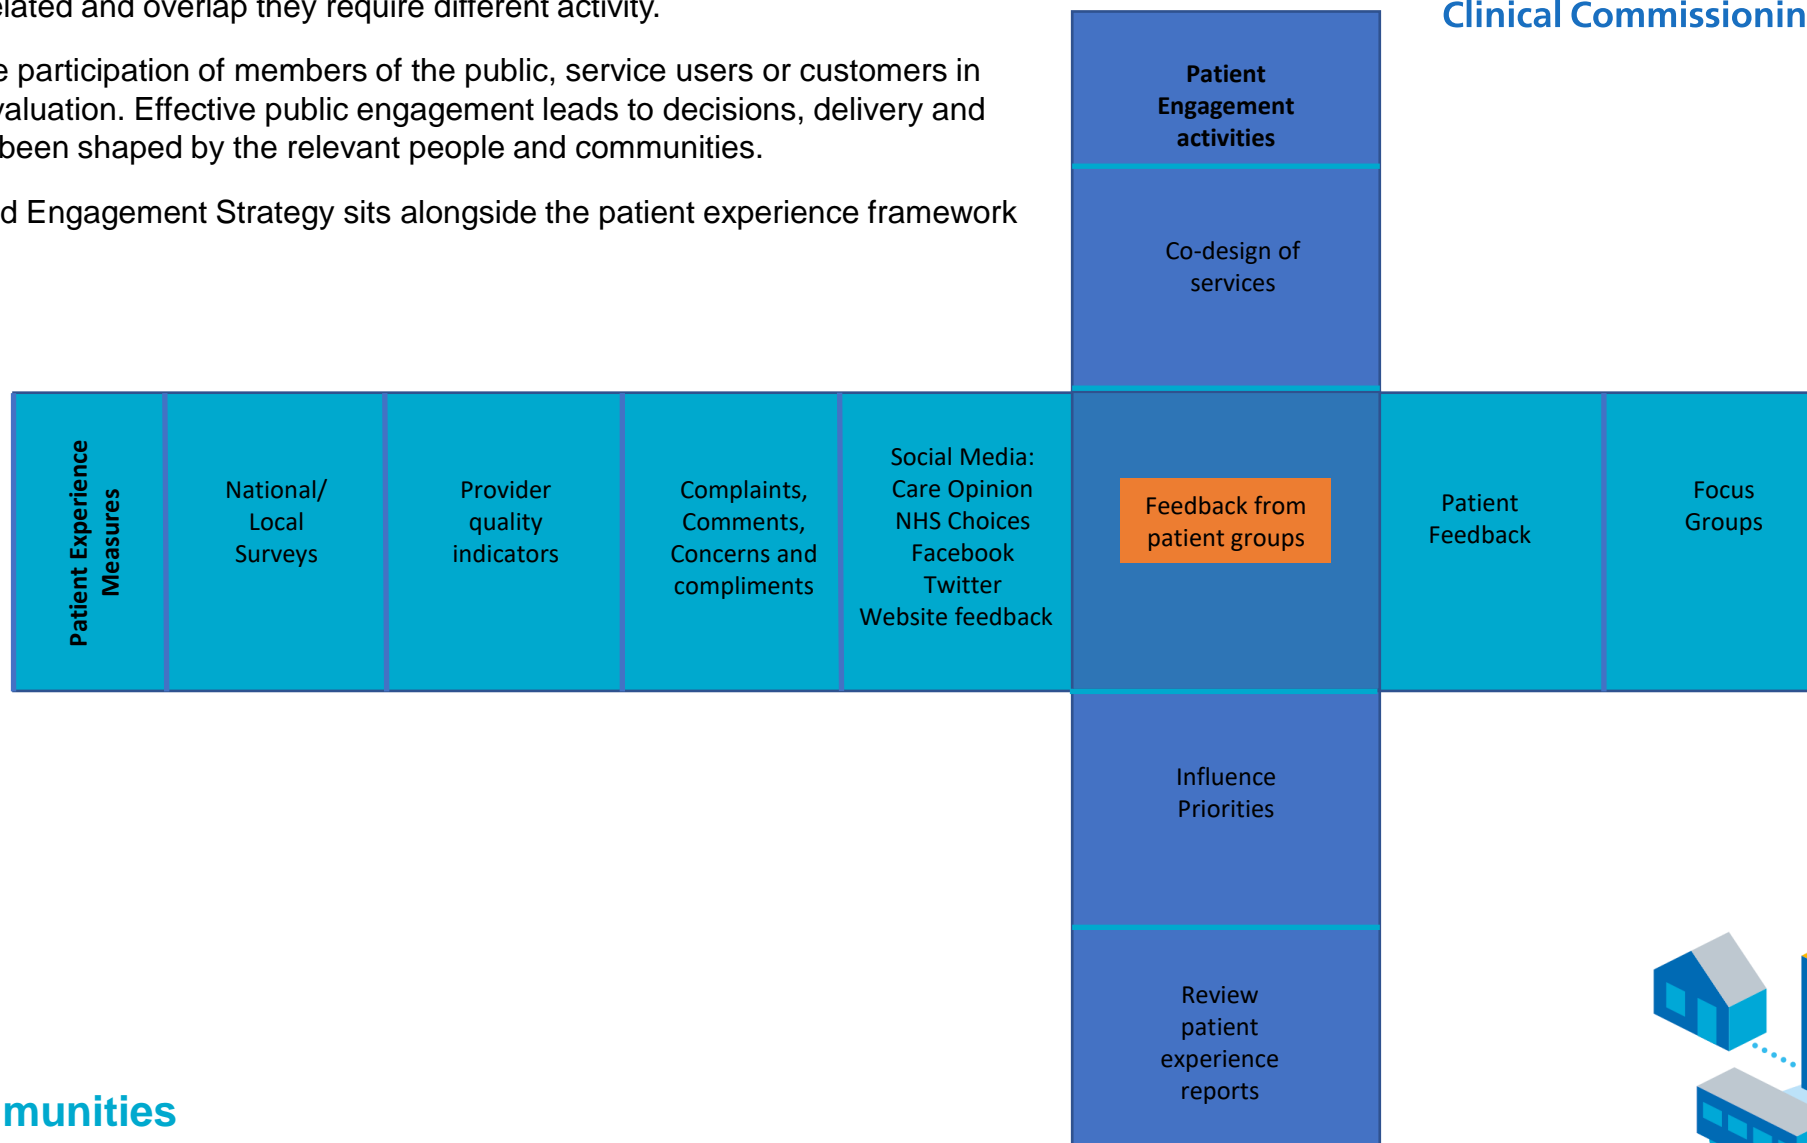 elated and overlap they require different activity.
Clinical Commissionin
e participation of members of the public, service users or customers in
valuation. Effective public engagement leads to decisions, delivery and
been shaped by the relevant people and communities.
d Engagement Strategy sits alongside the patient experience framework
Patient
Engagement
activities
Co-design of
services
Patient Experience
Measures
National/
Local
Surveys
Provider
quality
indicators
Complaints,
Comments,
Concerns and
compliments
Social Media:
Care Opinion
NHS Choices
Facebook
Twitter
Website feedback
Feedback from
patient groups
Patient
Feedback
Focus
Groups
Influence
Priorities
Review
patient
experience
reports
munities